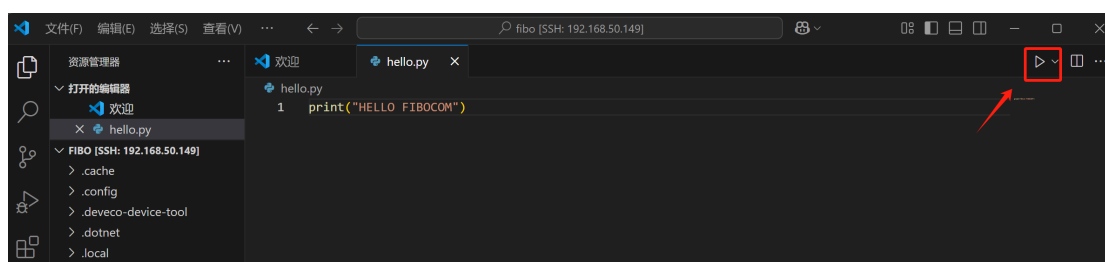 文件(F) 编辑(E) 选择(S) 查看(V) ··· fibo [SSH: 192.168.50.149]
资源管理器 ··· 欢迎 hello.py
打开的编辑器 hello.py
欢迎 1 print("HELLO FIBOCOM")
hello.py
FIBO [SSH: 192.168.50.149]
.cache
.config
.deveco-device-tool
.dotnet
.local